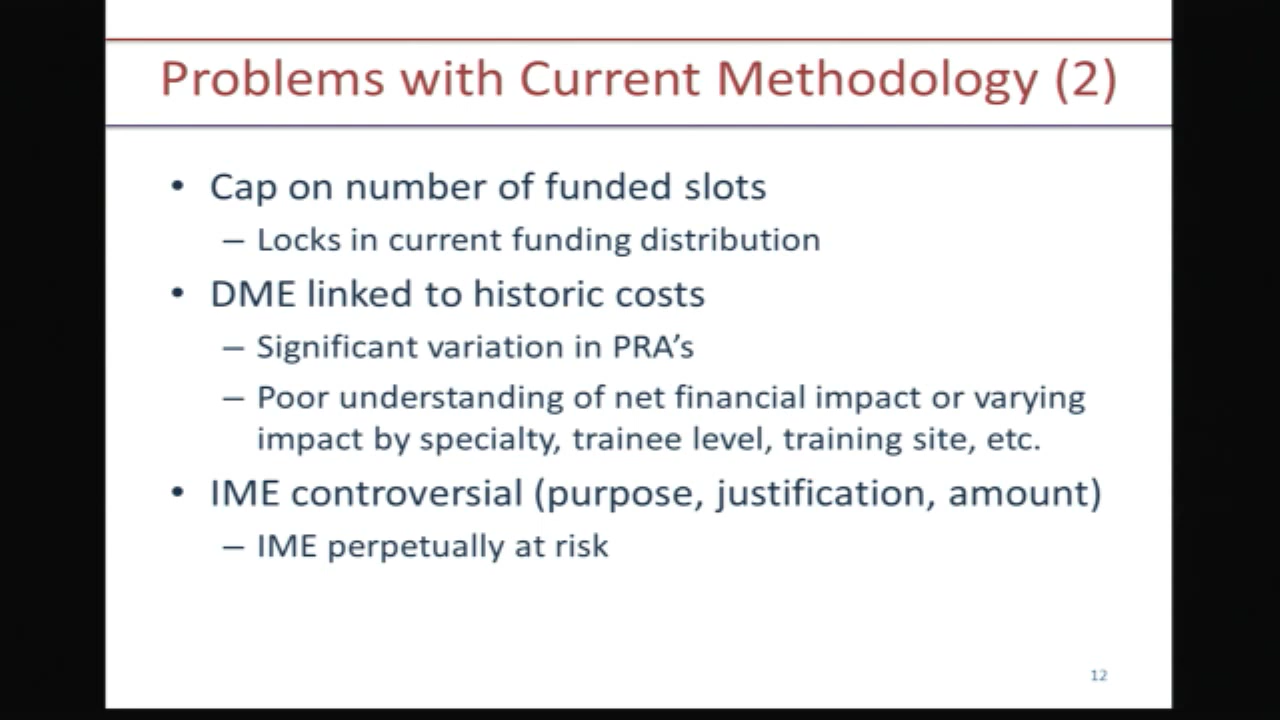 Problems with Current Methodology (2)
• Cap on number of funded slots
– Locks in current funding distribution
• DME linked to historic costs
– Significant variation in PRA’s
– Poor understanding of net financial impact or varying
impact by specialty, trainee level, training site, etc.
• IME controversial (purpose, justification, amount)
– IME perpetually at risk
12